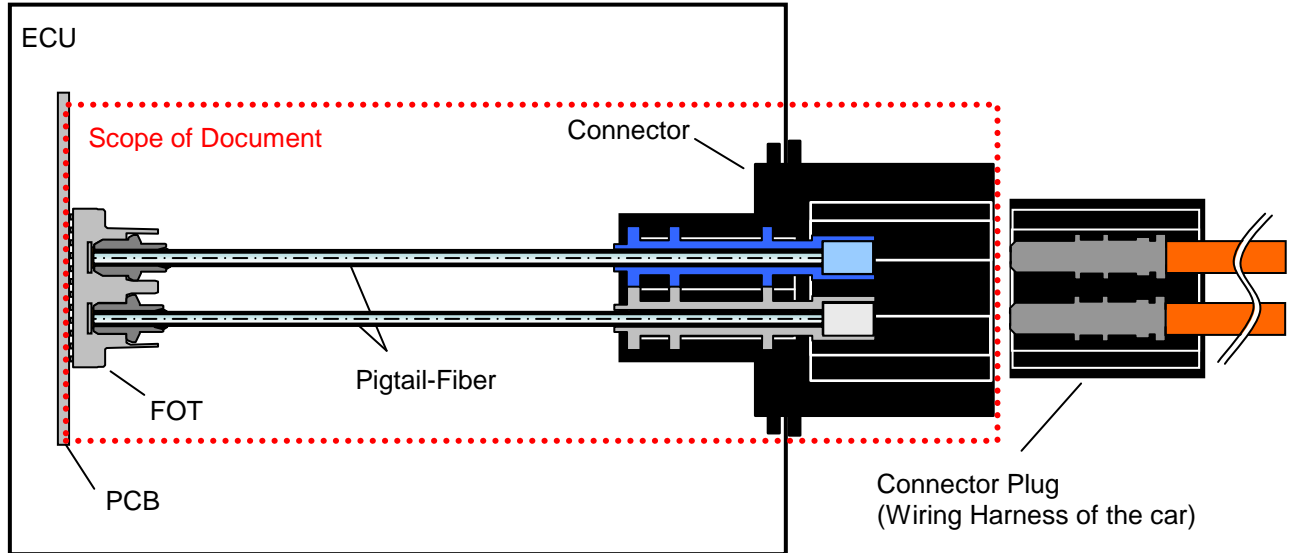 ECU
Scope of Document
Connector
Pigtail-Fiber
FOT
PCB
Connector Plug
(Wiring Harness of the car)